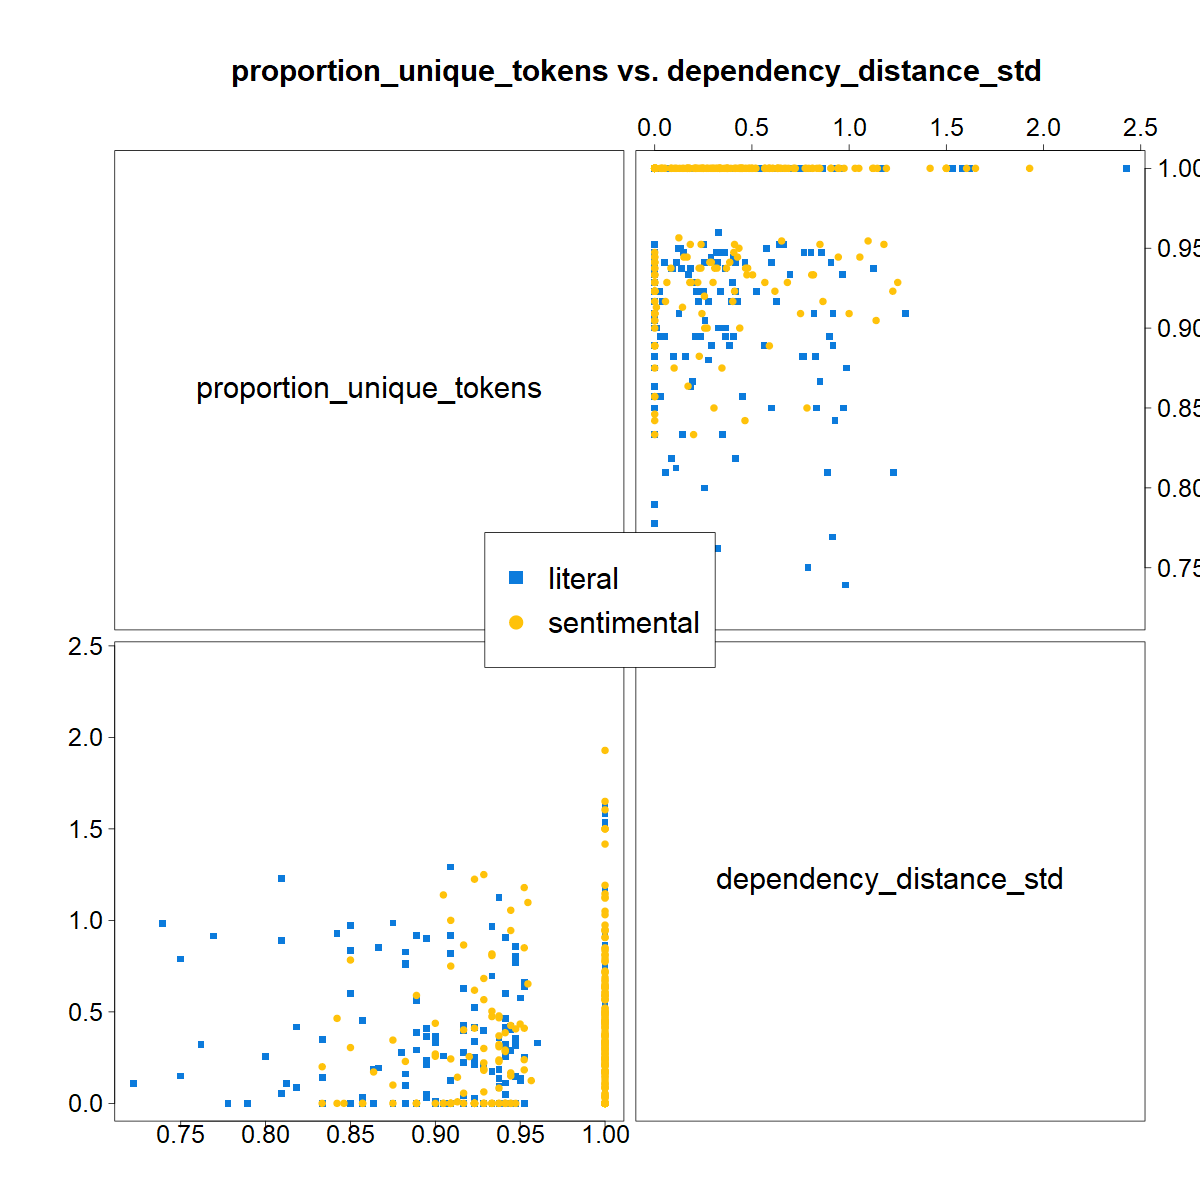 proportion_unique_tokens vs. dependency_distance_std
0.0 0.5 1.0 1.5 2.0 2.5
proportion_unique_tokens
1.00
0.95
0.90
0.85
0.80
0.75
literal
sentimental
2.5
2.0
1.5
1.0
0.5
0.0
dependency_distance_std
0.75 0.80 0.85 0.90 0.95 1.00